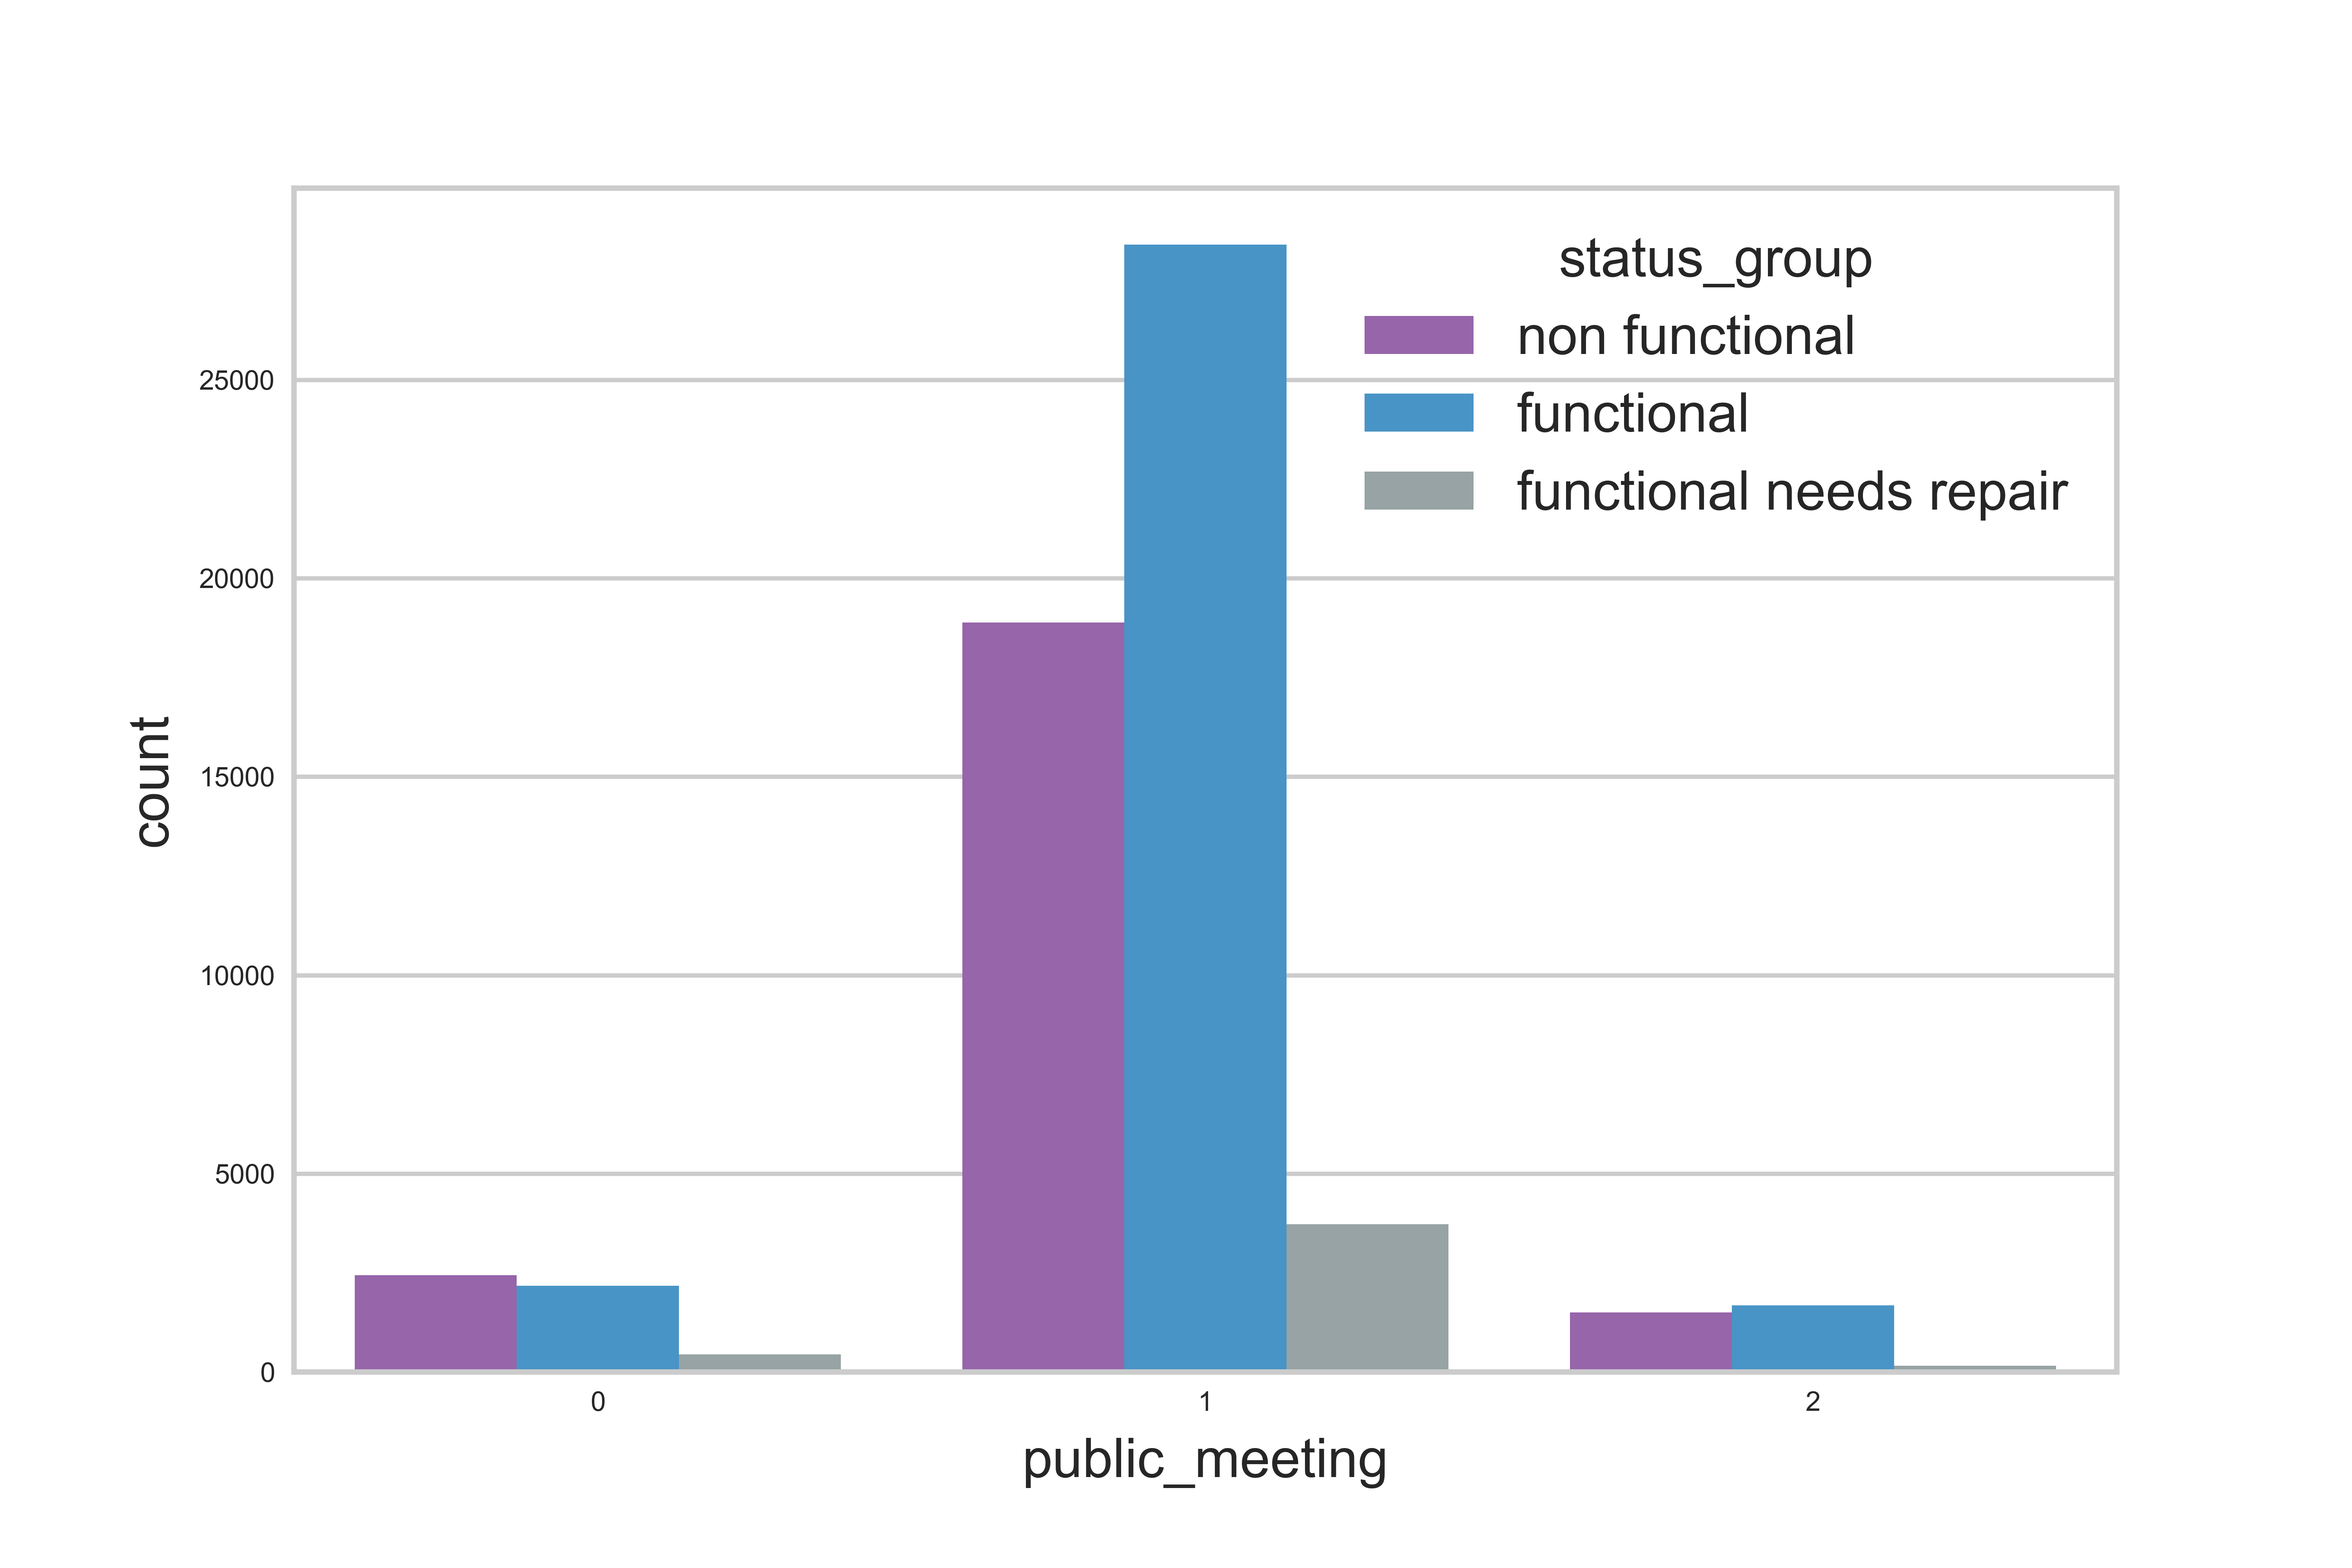 status_group
non functional
functional
functional needs repair
25000
20000
15000
10000
5000
0
count
0 1 2
public_meeting